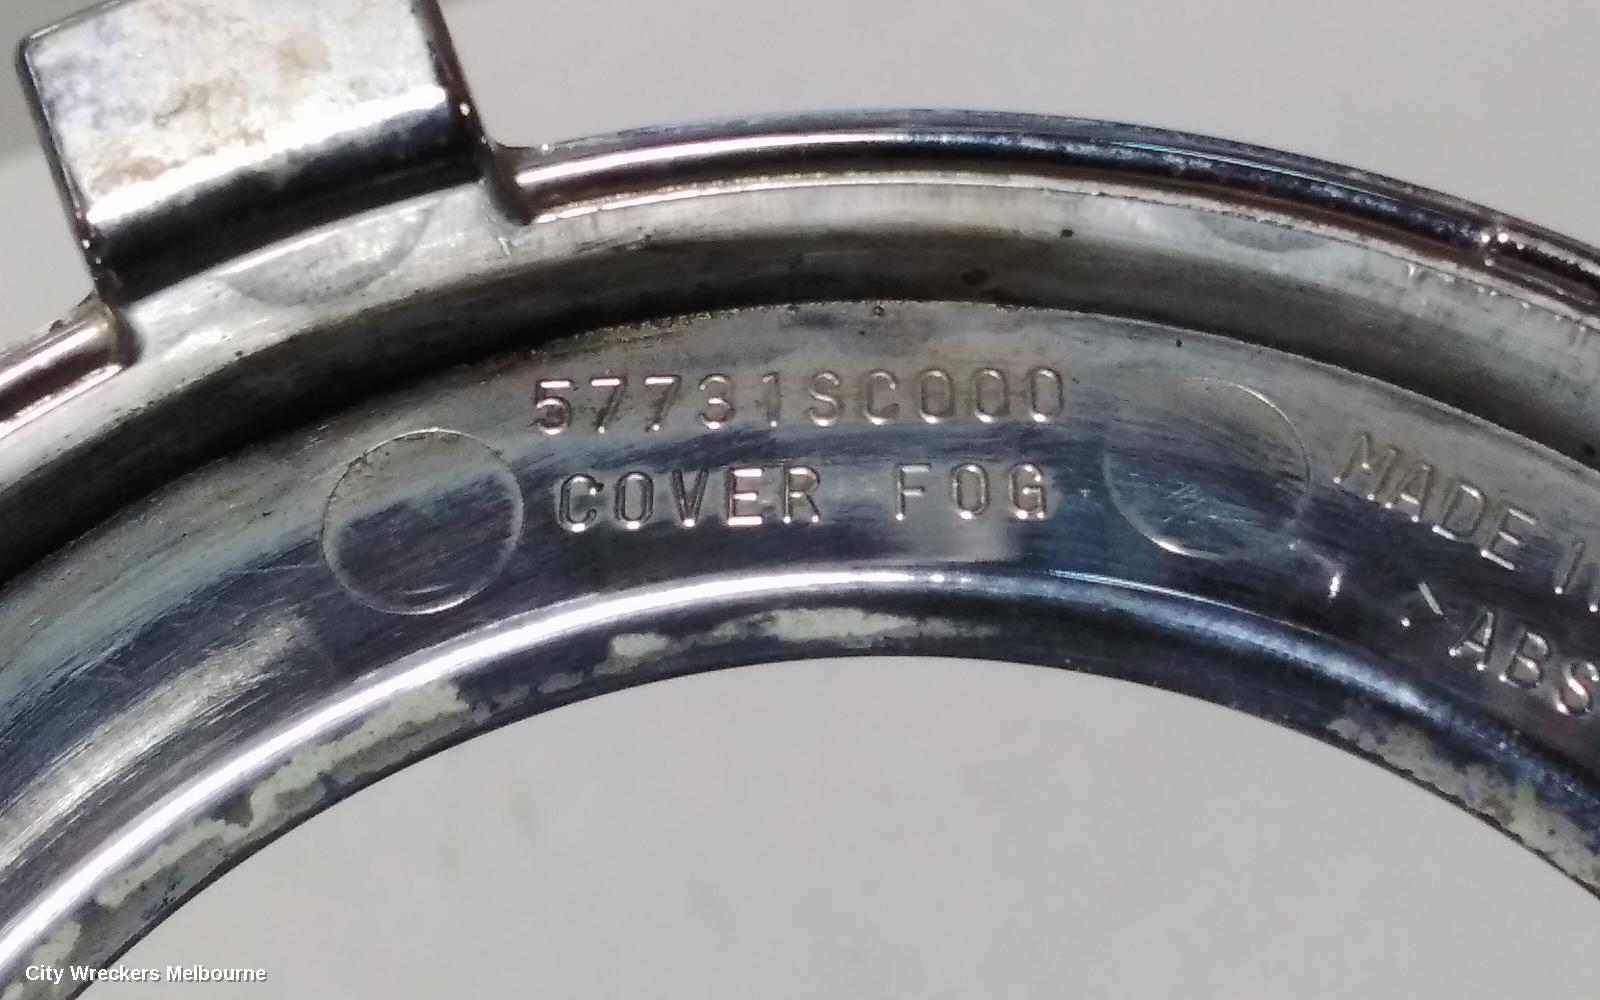 57731SC000
COVER FOG
MADE
>ABS
City Wreckers Melbourne